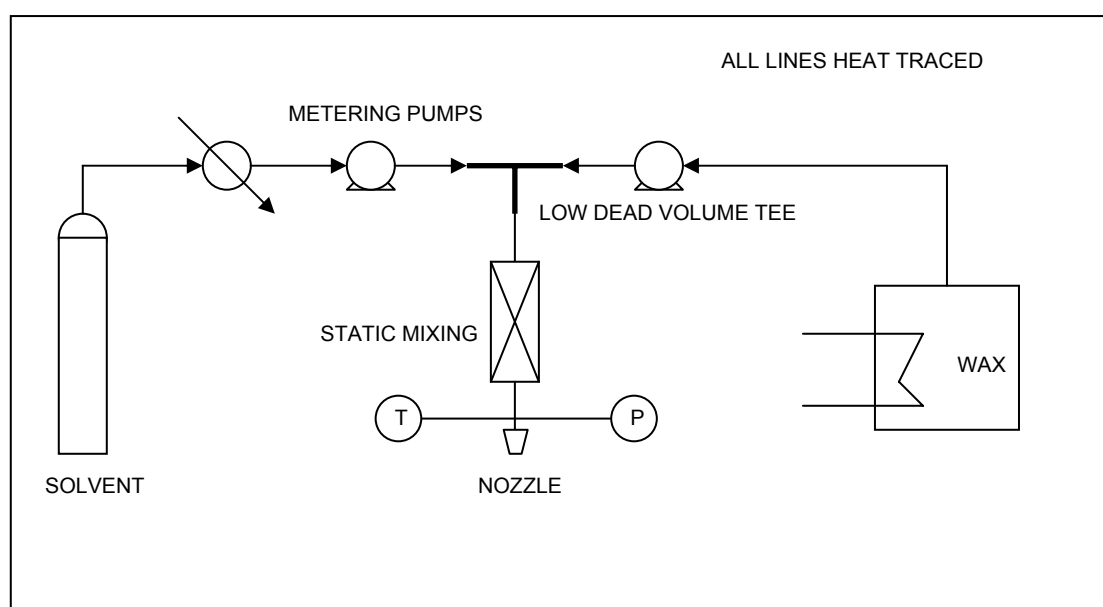 ALL LINES HEAT TRACED
METERING PUMPS
LOW DEAD VOLUME TEE
STATIC MIXING
WAX
T
P
SOLVENT
NOZZLE